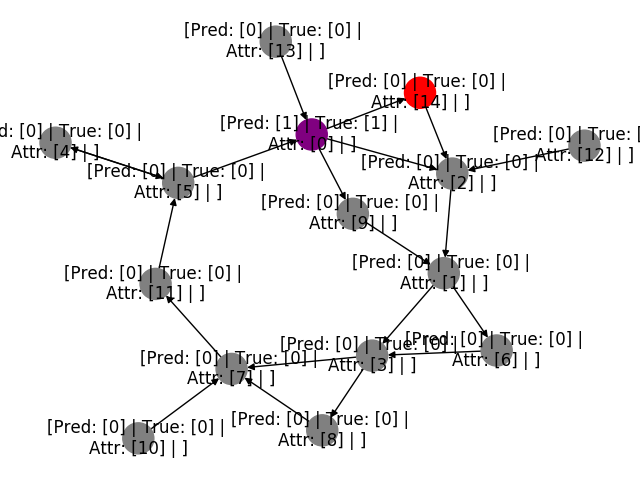 [Pred: [0] | True: [0] |
Attr: [13] | ]
[Pred: [0] | True: [0] |
Attr: [14] | ]
[Pred: [1] | True: [1] |
Attr: [0] | ]
d: [0] | True: [0] |
Attr: [4] | ]
[Pred: [0] | True: [
Attr: [12] | ]
[Pred: [0] | True: [0] |
Attr: [2] | ]
[Pred: [0] | True: [0] |
Attr: [5] | ]
[Pred: [0] | True: [0] |
Attr: [9] | ]
[Pred: [0] | True: [0] |
Attr: [1] | ]
[Pred: [0] | True: [0] |
Attr: [11] | ]
[Pred: [0] | True: [0] |
Attr: [6] | ]
[Pred: [0] | True: [0] |
Attr: [3] | ]
[Pred: [0] | True: [0] |
Attr: [7] | ]
[Pred: [0] | True: [0] |
Attr: [8] | ]
[Pred: [0] | True: [0] |
Attr: [10] | ]